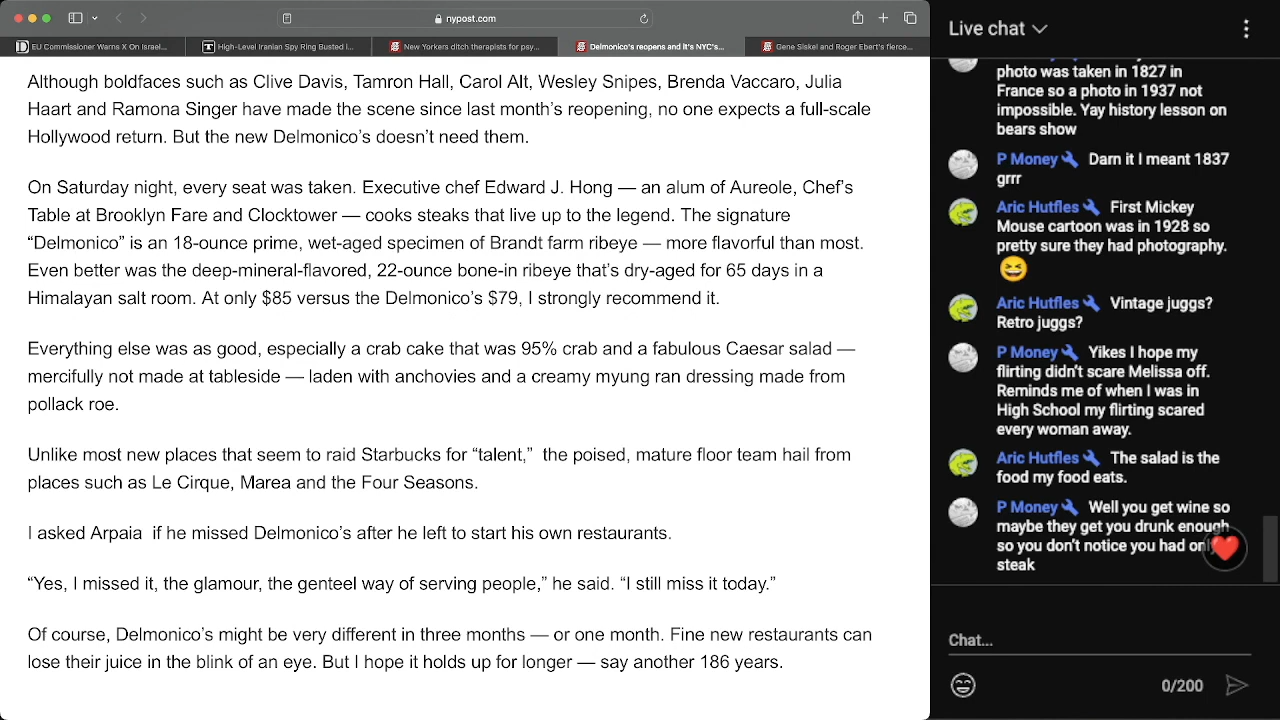 nypost.com
EU Commissioner Warns X On Israel...
High-Level Iranian Spy Ring Busted i...
New Yorkers ditch therapists for psy...
Delmonico's reopens and it's NYC's...
Gene Siskel and Roger Ebert's fierce...
Although boldfaces such as Clive Davis, Tamron Hall, Carol Alt, Wesley Snipes, Brenda Vaccaro, Julia
Haart and Ramona Singer have made the scene since last month’s reopening, no one expects a full-scale
Hollywood return. But the new Delmonico’s doesn’t need them.
On Saturday night, every seat was taken. Executive chef Edward J. Hong — an alum of Aureole, Chef’s
Table at Brooklyn Fare and Clocktower — cooks steaks that live up to the legend. The signature
“Delmonico” is an 18-ounce prime, wet-aged specimen of Brandt farm ribeye — more flavorful than most.
Even better was the deep-mineral-flavored, 22-ounce bone-in ribeye that’s dry-aged for 65 days in a
Himalayan salt room. At only $85 versus the Delmonico’s $79, I strongly recommend it.
Everything else was as good, especially a crab cake that was 95% crab and a fabulous Caesar salad —
mercifully not made at tableside — laden with anchovies and a creamy myung ran dressing made from
pollack roe.
Unlike most new places that seem to raid Starbucks for “talent,”  the poised, mature floor team hail from
places such as Le Cirque, Marea and the Four Seasons.
I asked Arpaia  if he missed Delmonico’s after he left to start his own restaurants.
“Yes, I missed it, the glamour, the genteel way of serving people,” he said. “I still miss it today.”
Of course, Delmonico’s might be very different in three months — or one month. Fine new restaurants can
lose their juice in the blink of an eye. But I hope it holds up for longer — say another 186 years.
Live chat
photo was taken in 1827 in
France so a photo in 1937 not
impossible. Yay history lesson on
bears show
P Money Darn it I meant 1837
grrr
Aric Hutfles First Mickey
Mouse cartoon was in 1928 so
pretty sure they had photography.
Aric Hutfles Vintage juggs?
Retro juggs?
P Money Yikes I hope my
flirting didn’t scare Melissa off.
Reminds me of when I was in
High School my flirting scared
every woman away.
Aric Hutfles The salad is the
food my food eats.
P Money Well you get wine so
maybe they get you drunk enough
so you don’t notice you had only
steak
Chat...
0/200